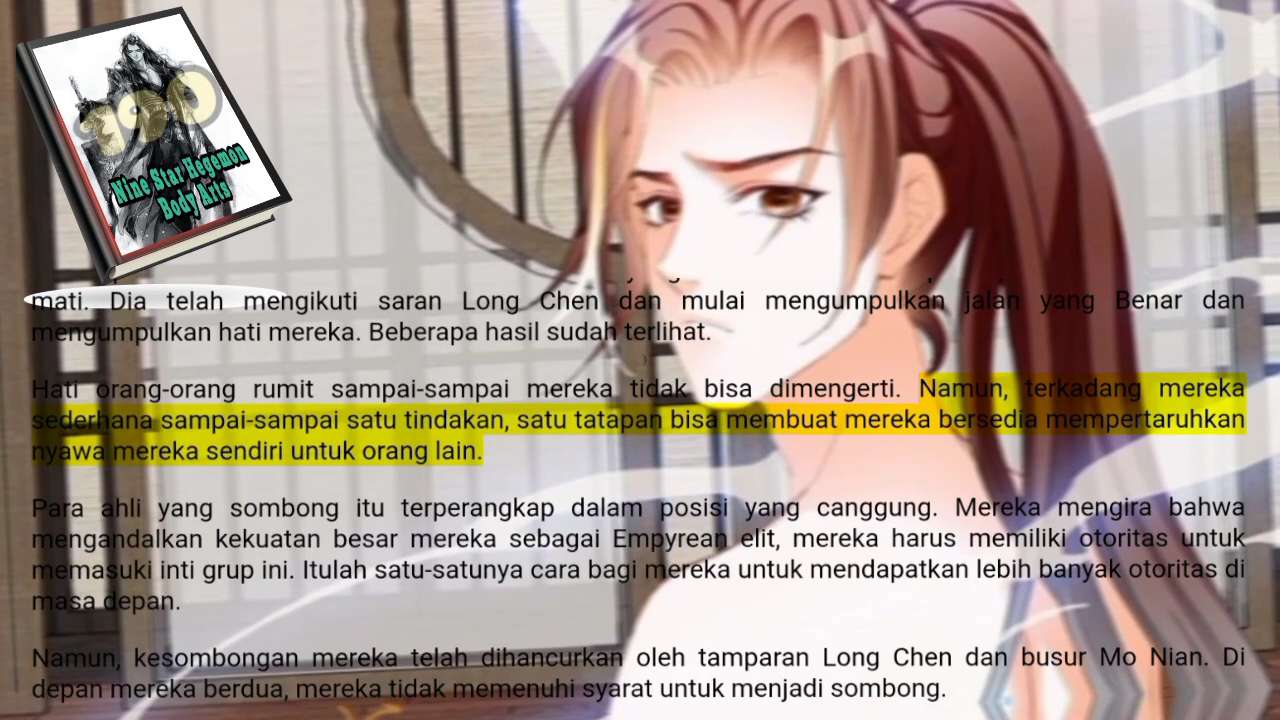 190
Nine Star Hegemon
Body Arts
mati. Dia telah mengikuti saran Long Chen dan mulai mengumpulkan jalan yang Benar dan
mengumpulkan hati mereka. Beberapa hasil sudah terlihat.
Hati orang-orang rumit sampai-sampai mereka tidak bisa dimengerti. Namun, terkadang mereka
sederhana sampai-sampai satu tindakan, satu tatapan bisa membuat mereka bersedia mempertaruhkan
nyawa mereka sendiri untuk orang lain.
Para ahli yang sombong itu terperangkap dalam posisi yang canggung. Mereka mengira bahwa
mengandalkan kekuatan besar mereka sebagai Empyrean elit, mereka harus memiliki otoritas untuk
memasuki inti grup ini. Itulah satu-satunya cara bagi mereka untuk mendapatkan lebih banyak otoritas di
masa depan.
Namun, kesombongan mereka telah dihancurkan oleh tamparan Long Chen dan busur Mo Nian. Di
depan mereka berdua, mereka tidak memenuhi syarat untuk menjadi sombong.